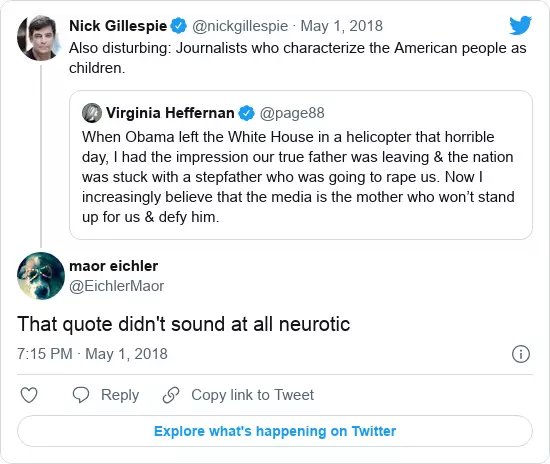 Nick Gillespie @nickgillespie · May 1, 2018
Also disturbing: Journalists who characterize the American people as
children.
Virginia Heffernan @page88
When Obama left the White House in a helicopter that horrible
day, I had the impression our true father was leaving & the nation
was stuck with a stepfather who was going to rape us. Now I
increasingly believe that the media is the mother who won’t stand
up for us & defy him.
maor eichler
@EichlerMaor
That quote didn't sound at all neurotic
7:15 PM · May 1, 2018
Reply Copy link to Tweet
Explore what's happening on Twitter